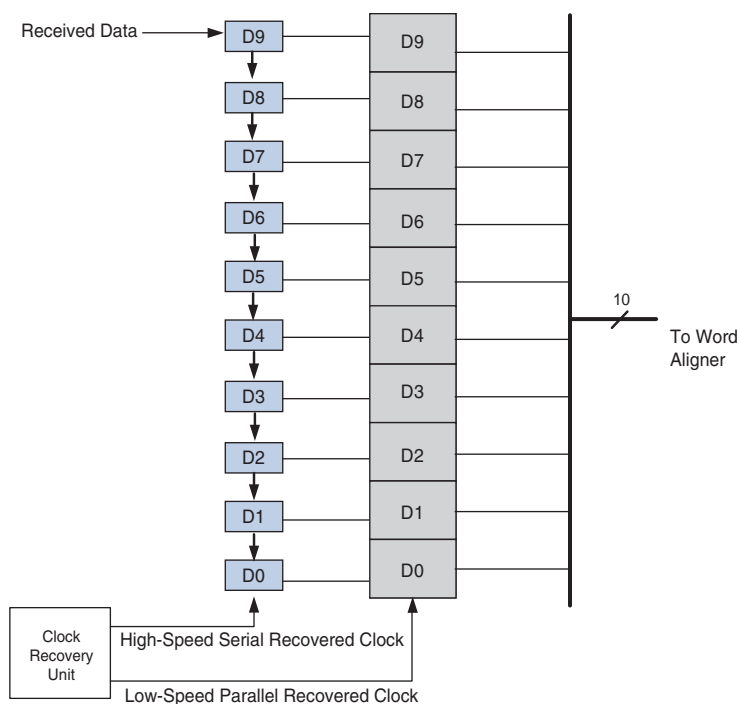 Received Data
D9
D9
D8
D8
D7
D7
D6
D6
D5
D5
10
To Word
Aligner
D4
D4
D3
D3
D2
D2
D1
D1
D0
D0
Clock
Recovery
Unit
High-Speed Serial Recovered Clock
Low-Speed Parallel Recovered Clock